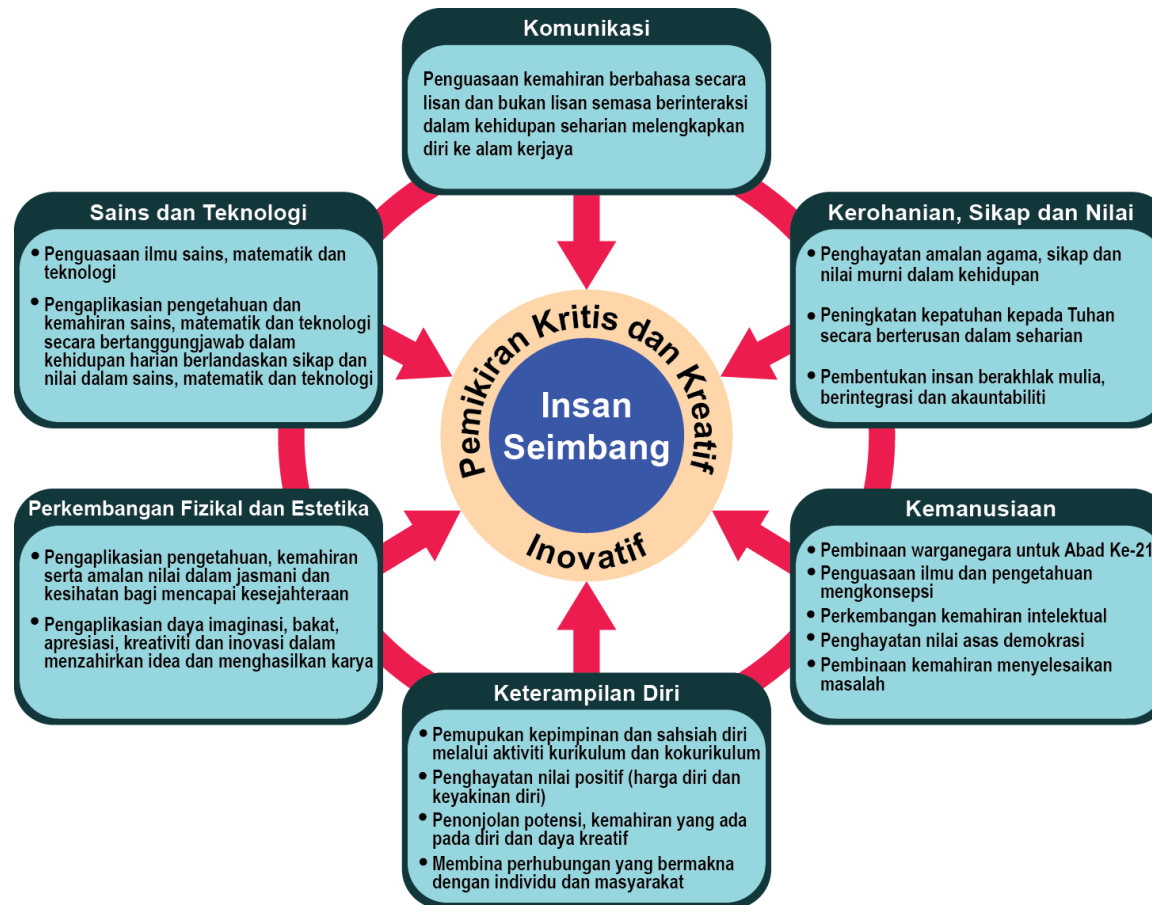 Komunikasi
Penguasaan kemahiran berbahasa secara
lisan dan bukan lisan semasa berinteraksi
dalam kehidupan seharian melengkapkan
diri ke alam kerjaya
Sains dan Teknologi
• Penguasaan ilmu sains, matematik dan
teknologi
• Pengaplikasian pengetahuan dan
kemahiran sains, matematik dan teknologi
secara bertanggungjawab dalam
kehidupan harian berlandaskan sikap dan
nilai dalam sains, matematik dan teknologi
Kerohanian, Sikap dan Nilai
• Penghayatan amalan agama, sikap dan
nilai murni dalam kehidupan
• Peningkatan kepatuhan kepada Tuhan
secara berterusan dalam seharian
• Pembentukan insan berakhlak mulia,
berintegrasi dan akauntabiliti
Pemikiran Kritis dan Kreatif
Insan
Seimbang
Inovatif
Perkembangan Fizikal dan Estetika
• Pengaplikasian pengetahuan, kemahiran
serta amalan nilai dalam jasmani dan
kesihatan bagi mencapai kesejahteraan
• Pengaplikasian daya imaginasi, bakat,
apresiasi, kreativiti dan inovasi dalam
menzahirkan idea dan menghasilkan karya
Kemanusiaan
• Pembinaan warganegara untuk Abad Ke-21
• Penguasaan ilmu dan pengetahuan
mengkonsepsi
• Perkembangan kemahiran intelektual
• Penghayatan nilai asas demokrasi
• Pembinaan kemahiran menyelesaikan
masalah
Keterampilan Diri
• Pemupukan kepimpinan dan sahsiah diri
melalui aktiviti kurikulum dan kokurikulum
• Penghayatan nilai positif (harga diri dan
keyakinan diri)
• Penonjolan potensi, kemahiran yang ada
pada diri dan daya kreatif
• Membina perhubungan yang bermakna
dengan individu dan masyarakat